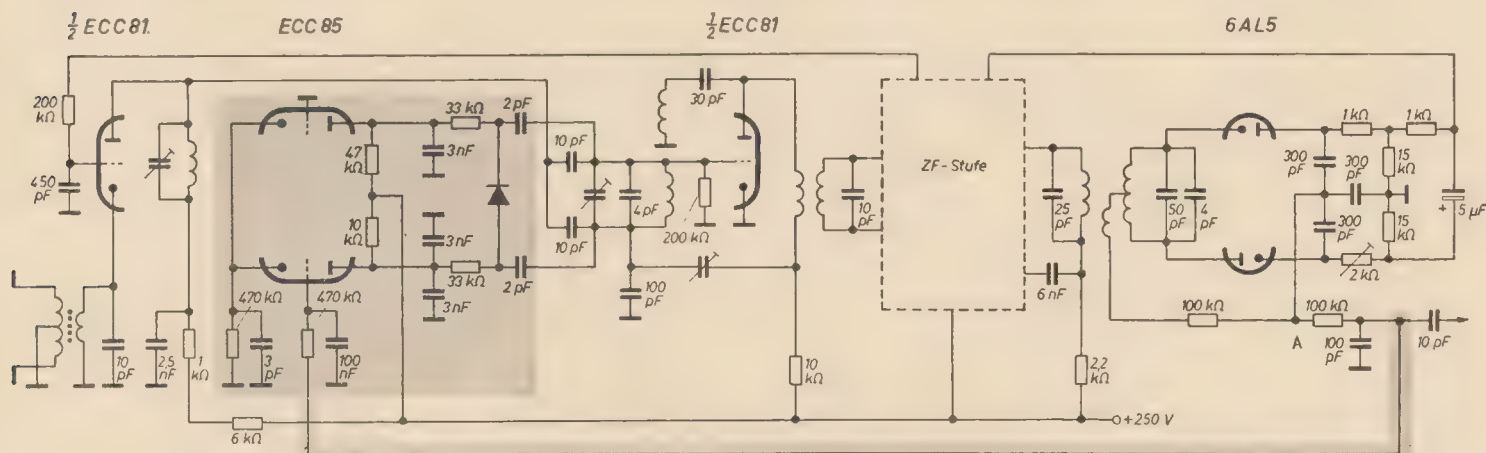 ½ ECC81.
ECC 85
½ ECC81
6AL5
200 kΩ
450 pF
10 pF
2,5 nF
1 kΩ
6 kΩ
470 kΩ
3 pF
470 kΩ
100 nF
47 kΩ
10 kΩ
3 nF
3 nF
3 nF
33 kΩ
33 kΩ
2 pF
2 pF
10 pF
10 pF
4 pF
100 pF
200 kΩ
30 pF
10 pF
10 kΩ
ZF-Stufe
25 pF
6 nF
2,2 kΩ
+250 V
50 pF
4 pF
100 kΩ
A
100 kΩ
100 pF
10 pF
300 pF
300 pF
300 pF
1 kΩ
1 kΩ
15 kΩ
15 kΩ
2 kΩ
+
5 µF